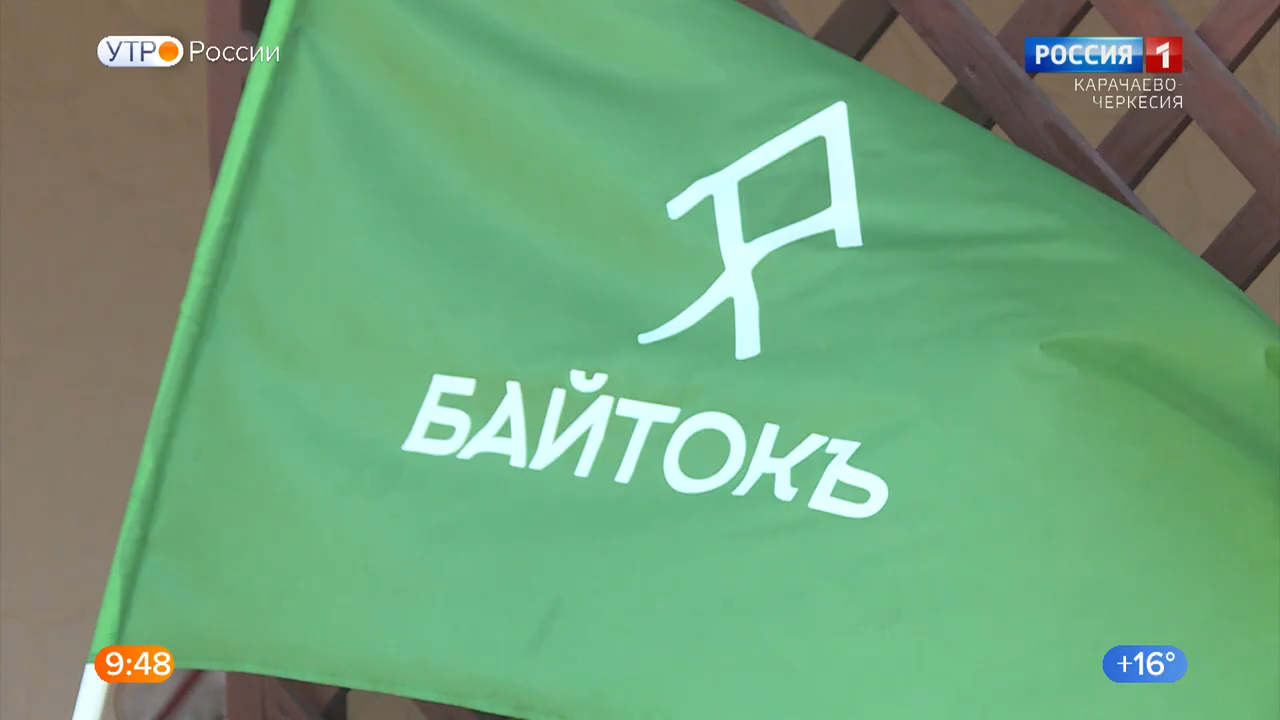 УТРО России
РОССИЯ 1
КАРАЧАЕВО-
ЧЕРКЕСИЯ
БАЙТОКЪ
9:48
+16°